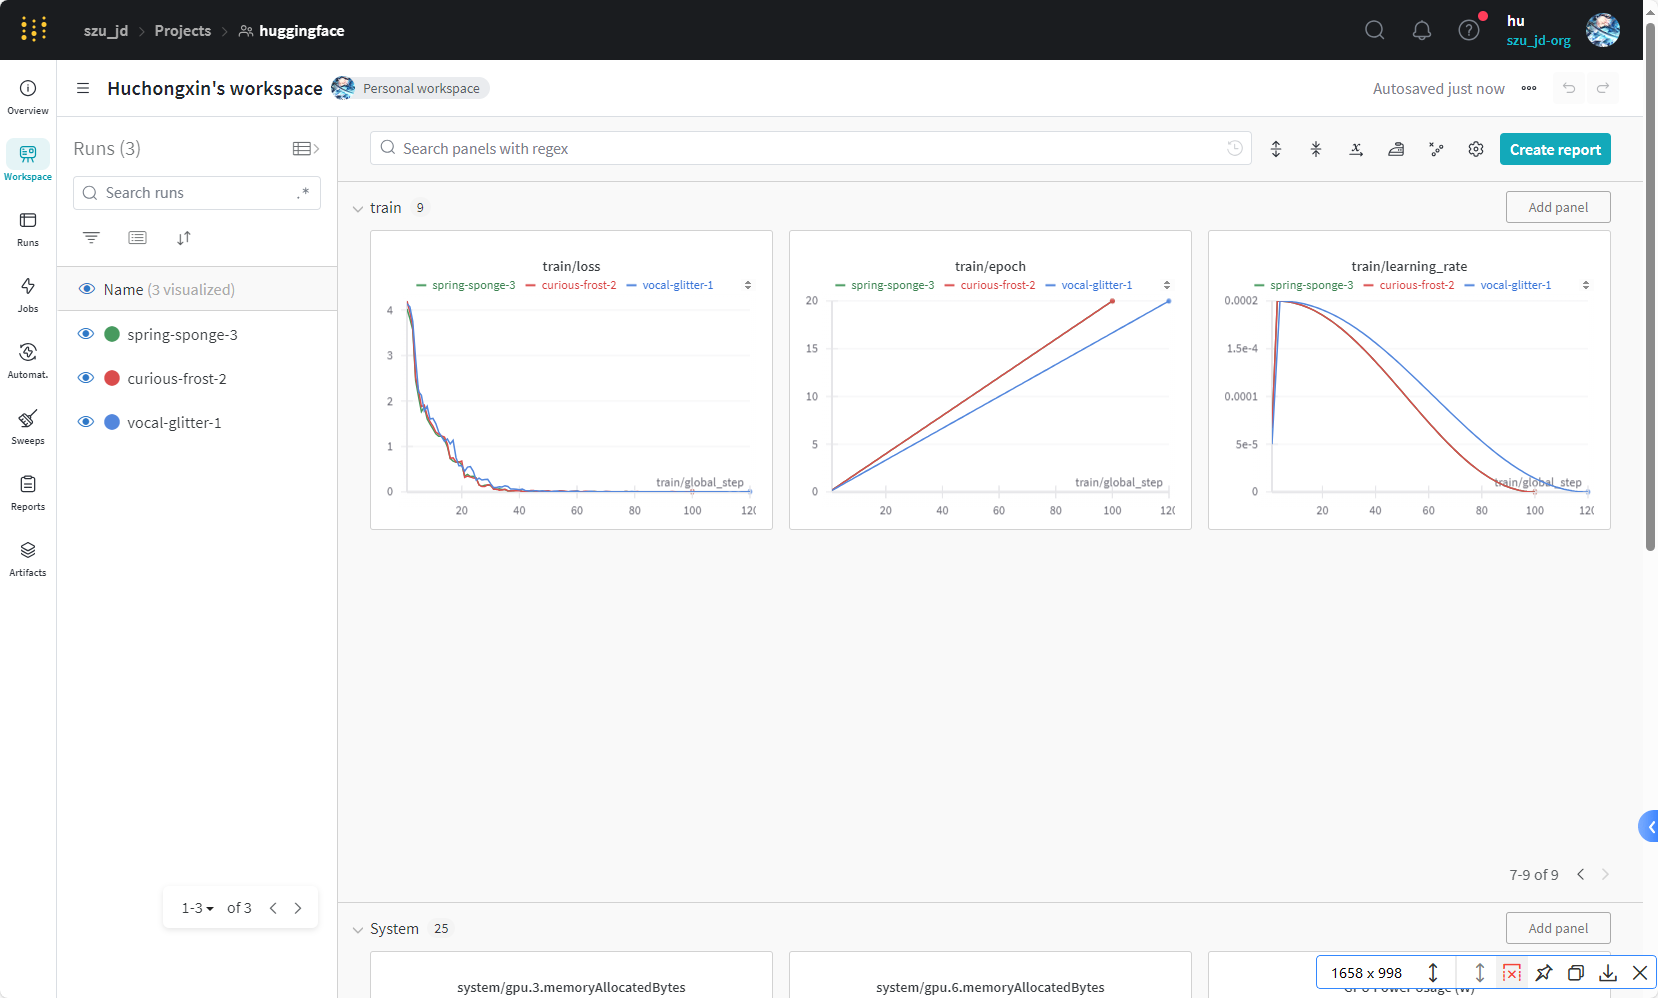 szu_jd > Projects > huggingface
hu
szu_jd-org
Overview
Workspace
Runs
Jobs
Automat.
Sweeps
Reports
Artifacts
Huchongxin's workspace
Personal workspace
Autosaved just now
Runs (3)
Search runs
.*
Name (3 visualized)
spring-sponge-3
curious-frost-2
vocal-glitter-1
1-3 of 3
Search panels with regex
Create report
train 9
Add panel
train/loss
spring-sponge-3 curious-frost-2 vocal-glitter-1
4
3
2
1
0
train/global_step
20 40 60 80 100 120
train/epoch
spring-sponge-3 curious-frost-2 vocal-glitter-1
20
15
10
5
0
train/global_step
20 40 60 80 100 120
train/learning_rate
spring-sponge-3 curious-frost-2 vocal-glitter-1
0.0002
1.5e-4
0.0001
5e-5
0
train/global_step
20 40 60 80 100 120
7-9 of 9
System 25
Add panel
system/gpu.3.memoryAllocatedBytes
system/gpu.6.memoryAllocatedBytes
GPU Power Usage (W)
1658 x 998